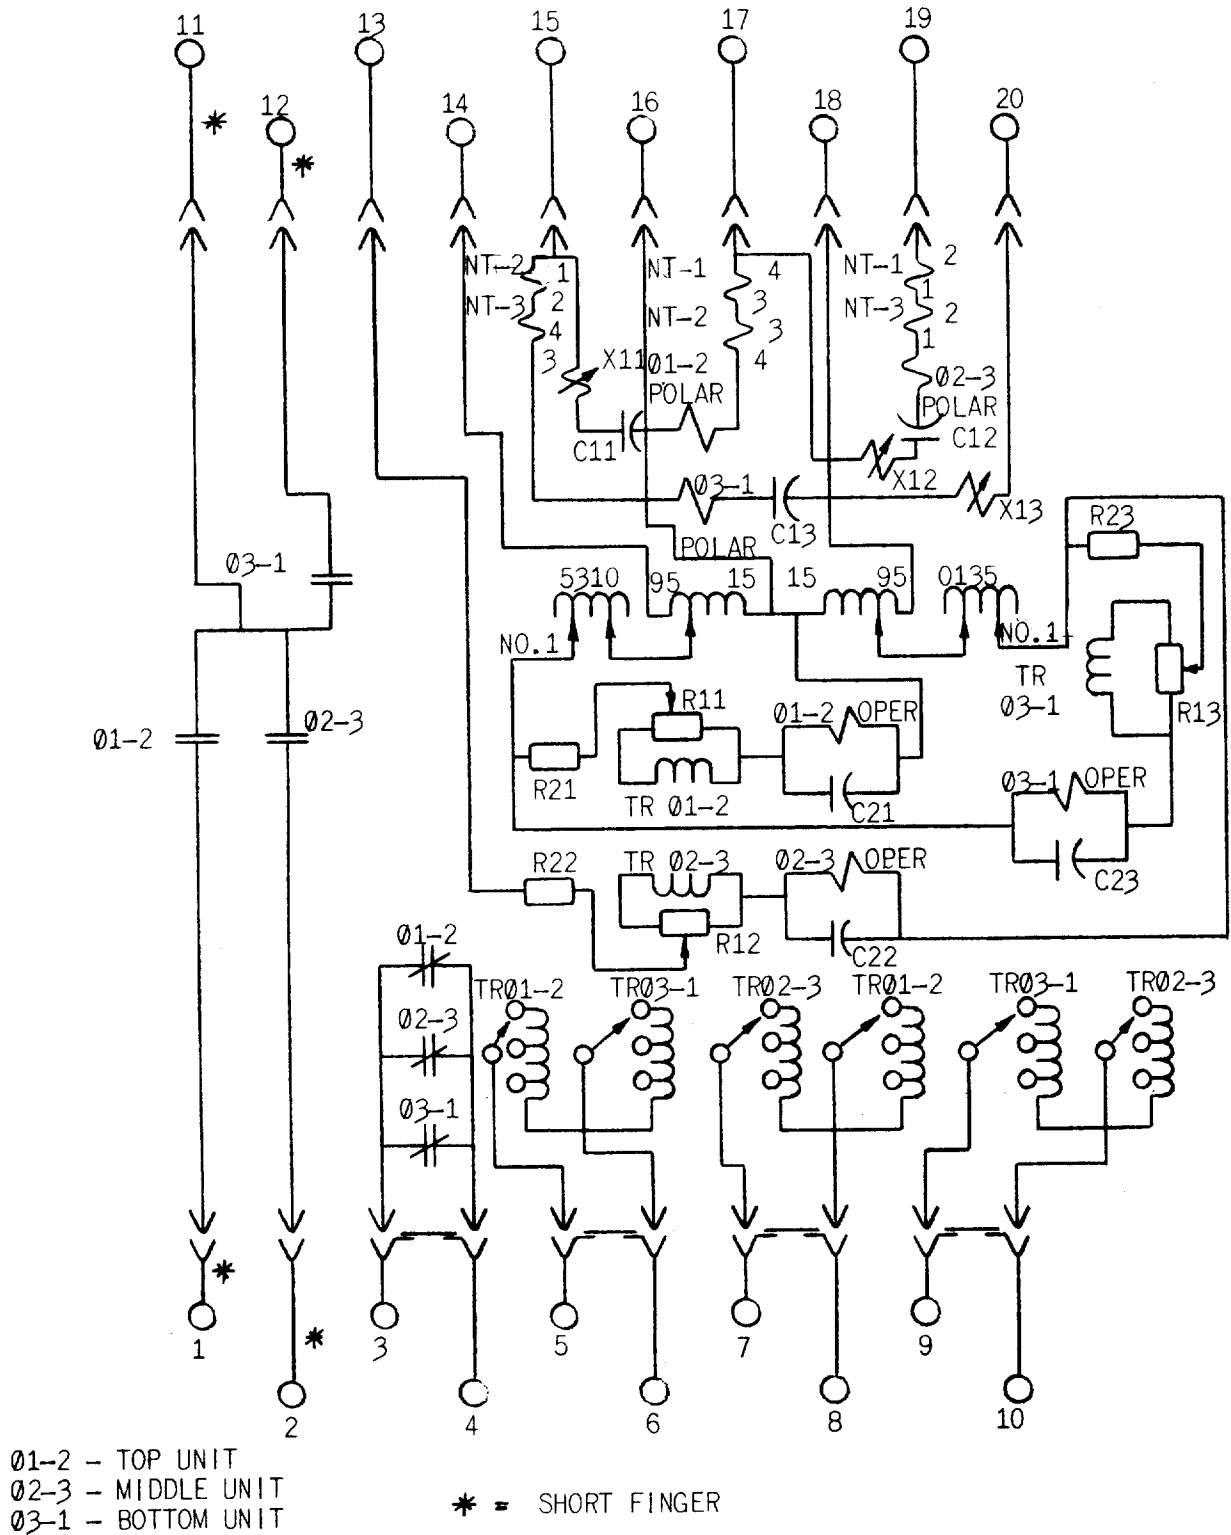 11 13 15 17 19
12 14 16 18 20
* *
NT-2 1 NT-1 4 NT-1 2
NT-3 2 3 1
4 NT-2 3 NT-3 2
3 4 1
X11 Ø1-2 Ø2-3
POLAR POLAR
C11 C12
X12
Ø3-1 X13
C13 R23
POLAR
Ø3-1 5310 95 15 15 95 0135
NO.1 NO.1
TR
Ø3-1
R11 Ø1-2 OPER R13
Ø1-2 Ø2-3
R21 Ø3-1 OPER
TR Ø1-2 C21
R22 TR Ø2-3 Ø2-3 OPER
C23
Ø1-2 R12 C22
TRØ1-2 TRØ3-1 TRØ2-3 TRØ1-2 TRØ3-1 TRØ2-3
Ø2-3
Ø3-1
* *
1 3 5 7 9
2 4 6 8 10
Ø1-2 - TOP UNIT
Ø2-3 - MIDDLE UNIT
Ø3-1 - BOTTOM UNIT
* = SHORT FINGER